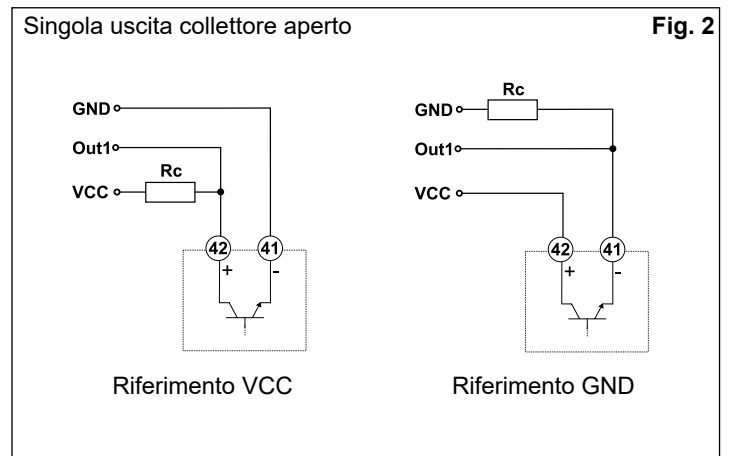 Singola uscita collettore aperto Fig. 2
GND
Out1
Rc
VCC
42 41
+ -
Riferimento VCC
Rc
GND
Out1
VCC
42 41
+ -
Riferimento GND